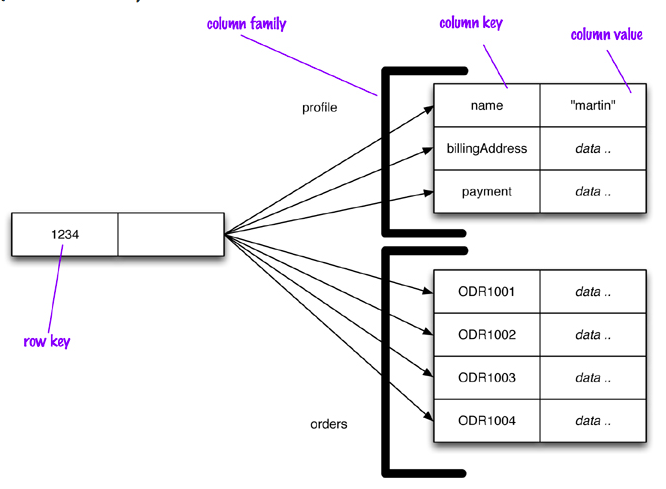 column family
column key
column value
profile
name
"martin"
billingAddress
data ..
payment
data ..
1234
row key
ODR1001
data ..
ODR1002
data ..
ODR1003
data ..
ODR1004
data ..
orders